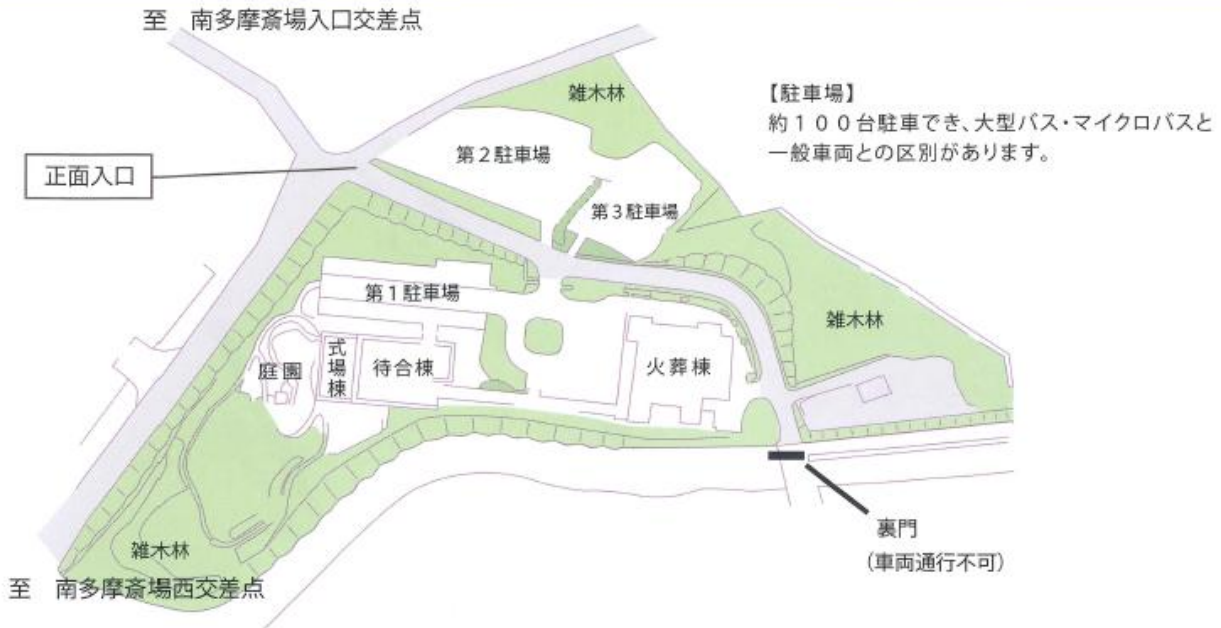 至　南多摩斎場入口交差点
雑木林
【駐車場】
約１００台駐車でき、大型バス・マイクロバスと
一般車両との区別があります。
第２駐車場
正面入口
第３駐車場
第１駐車場
雑木林
式場棟
待合棟
庭園
火葬棟
裏門
（車両通行不可）
雑木林
至　南多摩斎場西交差点